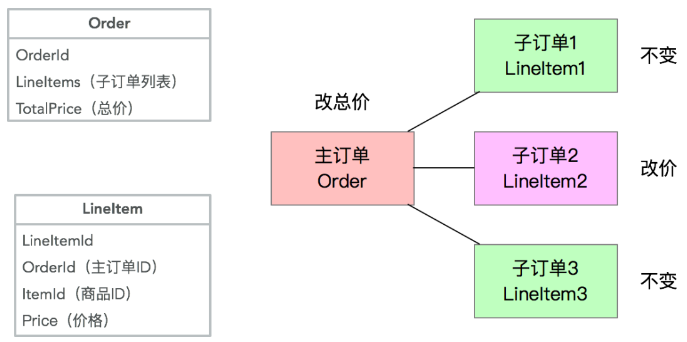 Order
OrderId
LineItems（子订单列表）
TotalPrice（总价）
LineItem
LineItemId
OrderId（主订单ID）
ItemId（商品ID）
Price（价格）
改总价
主订单
Order
子订单1
LineItem1
不变
子订单2
LineItem2
改价
子订单3
LineItem3
不变